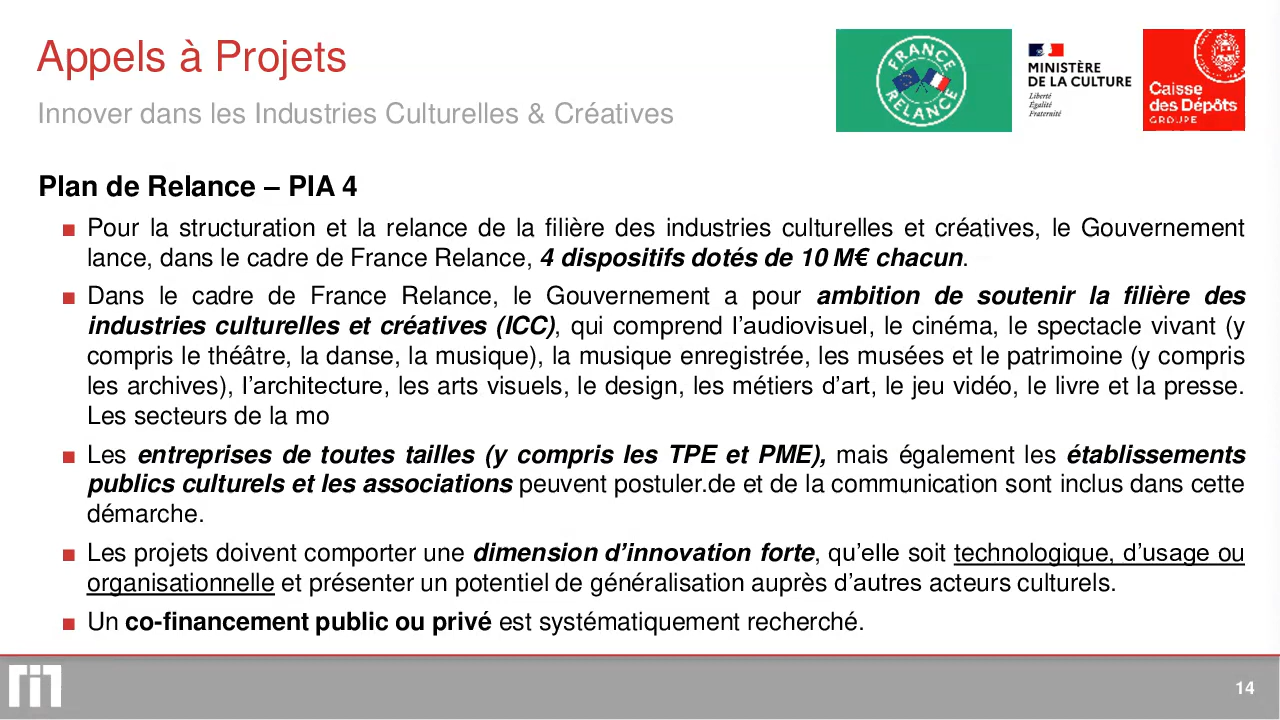 Appels à Projets
Innover dans les Industries Culturelles & Créatives
FRANCE
RELANCE
MINISTÈRE
DE LA CULTURE
Liberté
Égalité
Fraternité
Caisse
des Dépôts
GROUPE
Plan de Relance – PIA 4
■ Pour la structuration et la relance de la filière des industries culturelles et créatives, le Gouvernement
lance, dans le cadre de France Relance, 4 dispositifs dotés de 10 M€ chacun.
■ Dans le cadre de France Relance, le Gouvernement a pour ambition de soutenir la filière des
industries culturelles et créatives (ICC), qui comprend l’audiovisuel, le cinéma, le spectacle vivant (y
compris le théâtre, la danse, la musique), la musique enregistrée, les musées et le patrimoine (y compris
les archives), l’architecture, les arts visuels, le design, les métiers d’art, le jeu vidéo, le livre et la presse.
Les secteurs de la mo
■ Les entreprises de toutes tailles (y compris les TPE et PME), mais également les établissements
publics culturels et les associations peuvent postuler.de et de la communication sont inclus dans cette
démarche.
■ Les projets doivent comporter une dimension d’innovation forte, qu’elle soit technologique, d’usage ou
organisationnelle et présenter un potentiel de généralisation auprès d’autres acteurs culturels.
■ Un co-financement public ou privé est systématiquement recherché.
14